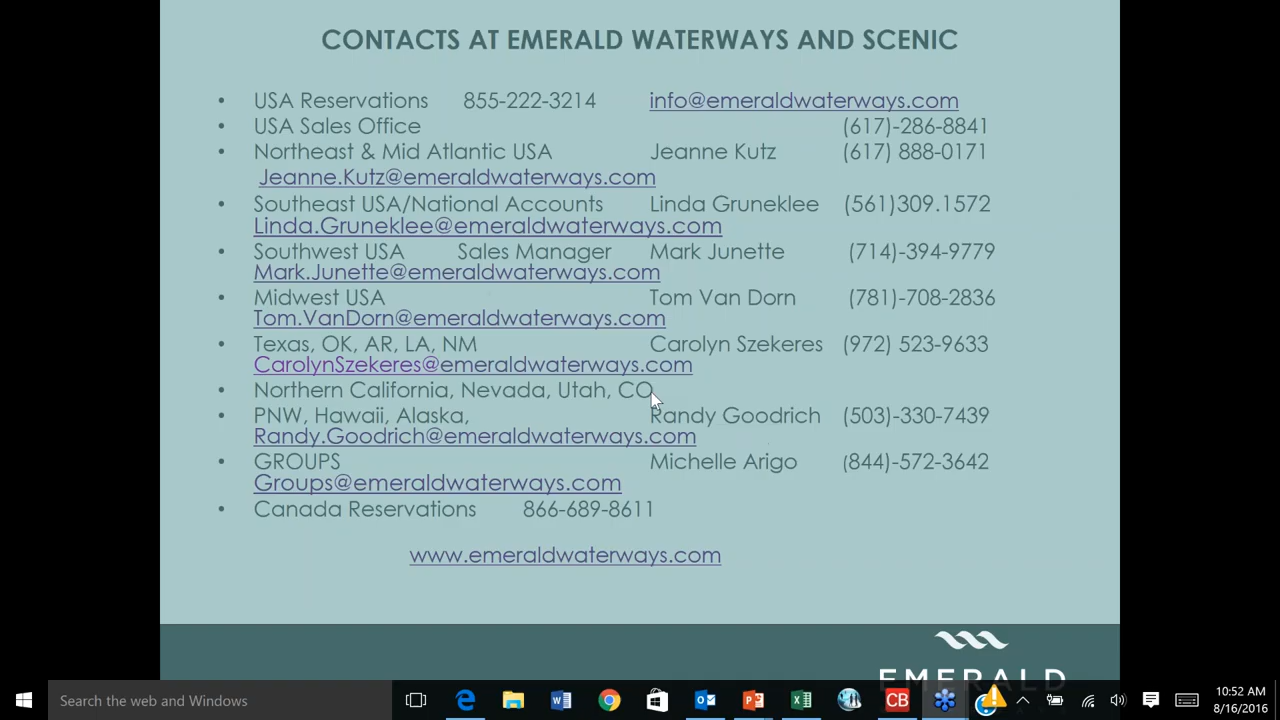 CONTACTS AT EMERALD WATERWAYS AND SCENIC
• USA Reservations 855-222-3214 info@emeraldwaterways.com
• USA Sales Office (617)-286-8841
• Northeast & Mid Atlantic USA Jeanne Kutz (617) 888-0171
Jeanne.Kutz@emeraldwaterways.com
• Southeast USA/National Accounts Linda Gruneklee (561)309.1572
Linda.Gruneklee@emeraldwaterways.com
• Southwest USA Sales Manager Mark Junette (714)-394-9779
Mark.Junette@emeraldwaterways.com
• Midwest USA Tom Van Dorn (781)-708-2836
Tom.VanDorn@emeraldwaterways.com
• Texas, OK, AR, LA, NM Carolyn Szekeres (972) 523-9633
CarolynSzekeres@emeraldwaterways.com
• Northern California, Nevada, Utah, CO
• PNW, Hawaii, Alaska, Randy Goodrich (503)-330-7439
Randy.Goodrich@emeraldwaterways.com
• GROUPS Michelle Arigo (844)-572-3642
Groups@emeraldwaterways.com
• Canada Reservations 866-689-8611
www.emeraldwaterways.com
EMERALD
Search the web and Windows CB 10:52 AM
8/16/2016